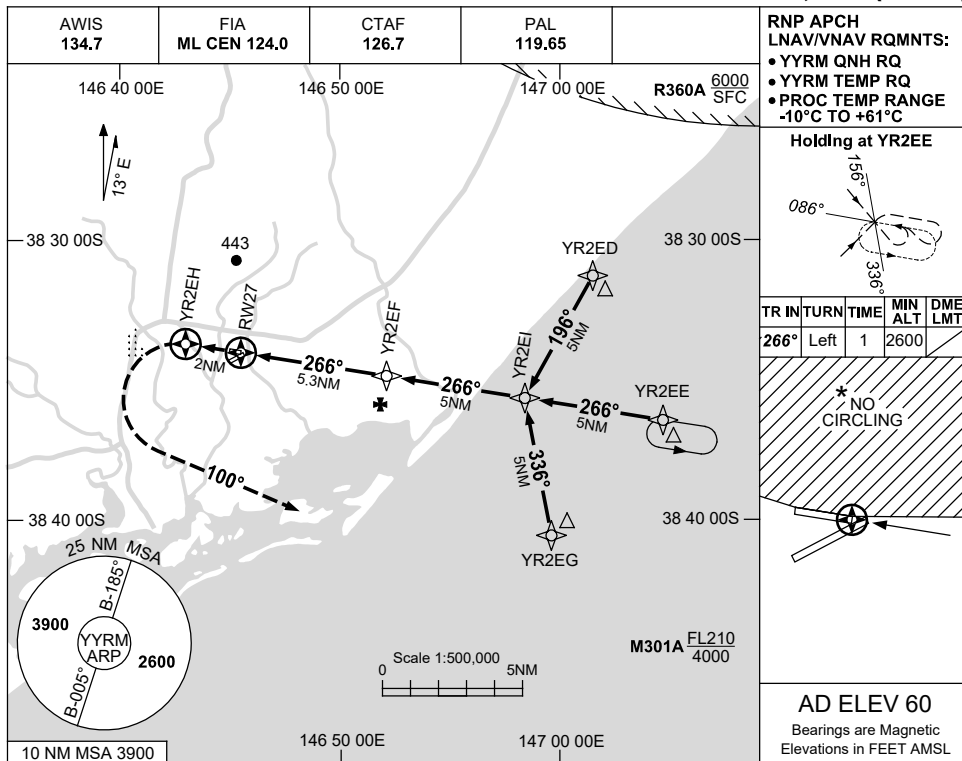 AWIS
134.7
FIA
ML CEN 124.0
CTAF
126.7
PAL
119.65
RNP APCH
LNAV/VNAV RQMNTS:
• YYRM QNH RQ
• YYRM TEMP RQ
• PROC TEMP RANGE
-10°C TO +61°C
146 40 00E
146 50 00E
147 00 00E
R360A 6000
SFC
13° E
Holding at YR2EE
156°
086°
336°
38 30 00S
443
38 30 00S
YR2ED
YR2EH
RW27
YR2EF
YR2EI
196°
5NM
TR IN
TURN
TIME
MIN
ALT
DME
LMT
266°
Left
1
2600
2NM
266°
5.3NM
266°
5NM
266°
5NM
YR2EE
* NO
CIRCLING
336°
5NM
100°
38 40 00S
38 40 00S
YR2EG
25 NM MSA
B-185°
3900
YYRM
ARP
2600
B-005°
M301A FL210
4000
Scale 1:500,000
0
5NM
AD ELEV 60
Bearings are Magnetic
Elevations in FEET AMSL
10 NM MSA 3900
146 50 00E
147 00 00E